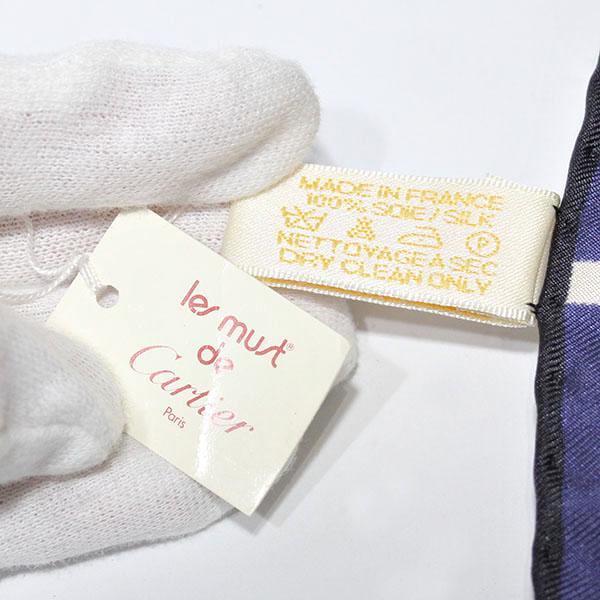 MADE IN FRANCE
100% SOIE / SILK
P
NETTOYAGE A SEC
DRY CLEAN ONLY
les must®
de
Cartier
Paris